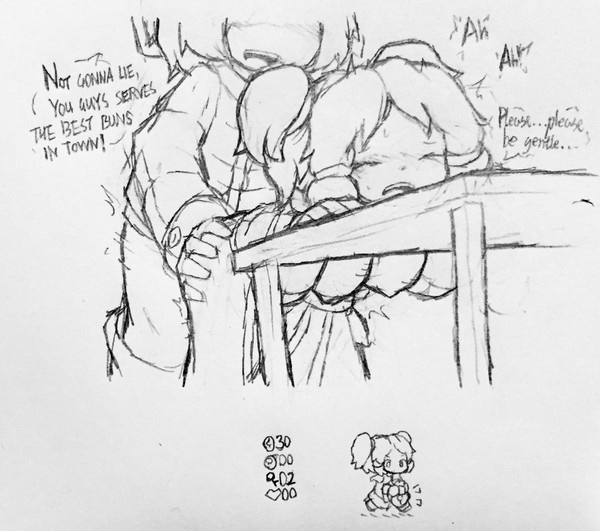 Not gonna lie,
you guys serves
the best buns
in town!
Ah
Ah!
Please...please
be gentle...
30
00
02
00